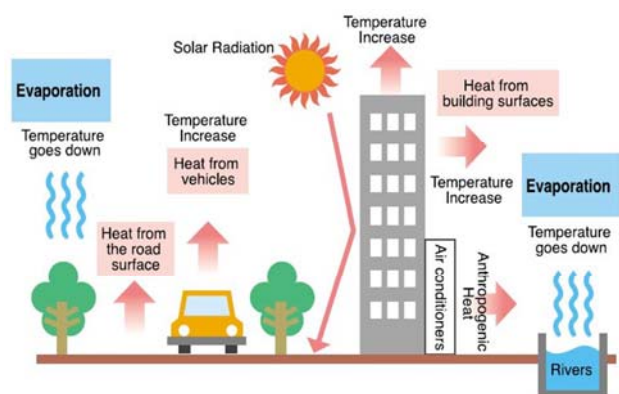 Evaporation
Temperature
goes down
Heat from
the road
surface
Temperature
Increase
Heat from
vehicles
Solar Radiation
Temperature
Increase
Heat from
building surfaces
Temperature
Increase
Air conditioners
Anthropogenic
Heat
Evaporation
Temperature
goes down
Rivers